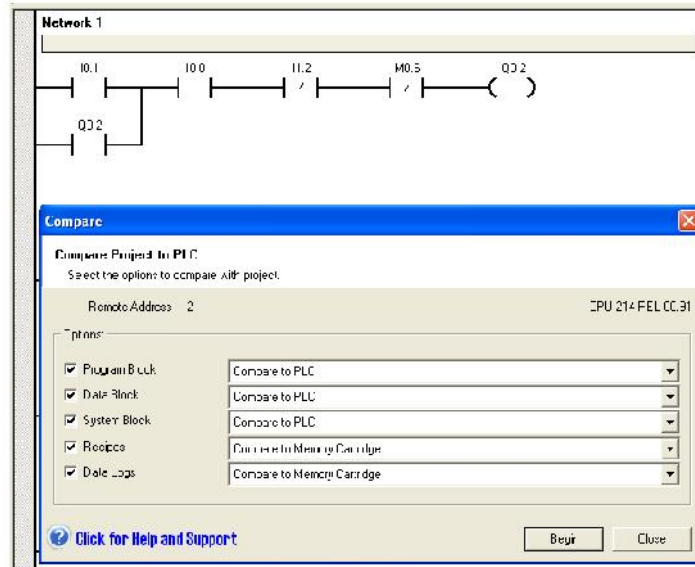 Network 1
I0.1 I0.0 I1.2 M0.5 Q0.2
Q0.2
Compare
Compare Project to PLC
Select the options to compare with project.
Remote Address 2 CPU 214 REL 00.91
Options
Program Block Compare to PLC
Data Block Compare to PLC
System Block Compare to PLC
Recipes Compare to Memory Cartridge
Data Logs Compare to Memory Cartridge
Click for Help and Support Begin Close